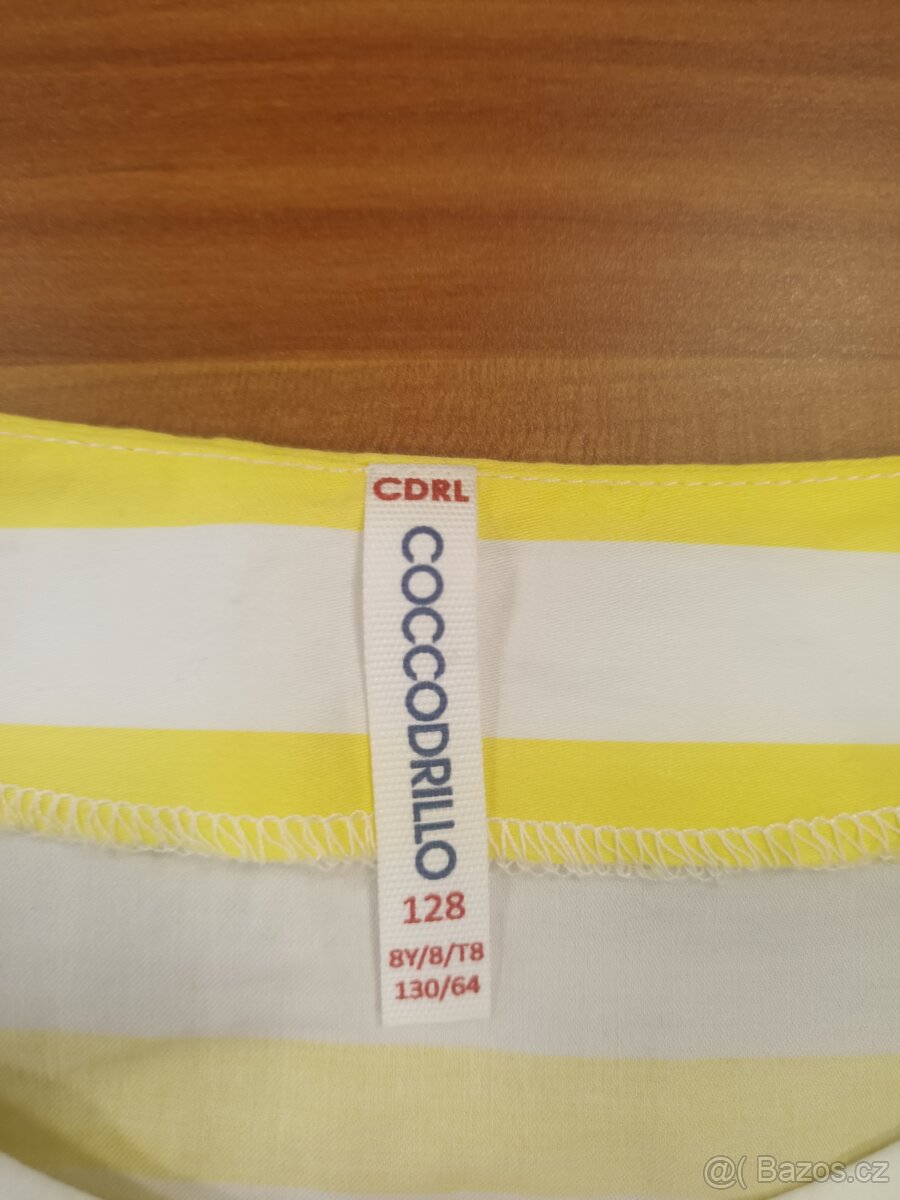 CDRL
COCCODRILLO
128
8Y/8/T8
130/64
@( Bazos.cz